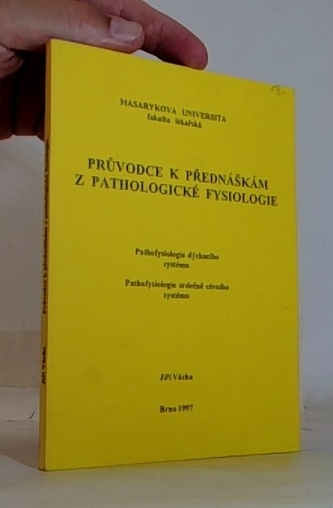 MASARYKOVA UNIVERSITA
fakulta lékařská
PRŮVODCE K PŘEDNÁŠKÁM
Z PATHOLOGICKÉ FYSIOLOGIE
Pathofysiologie dýchacího
systému
Pathofysiologie srdečně cévního
systému
Jiří Vácha
Brno 1997